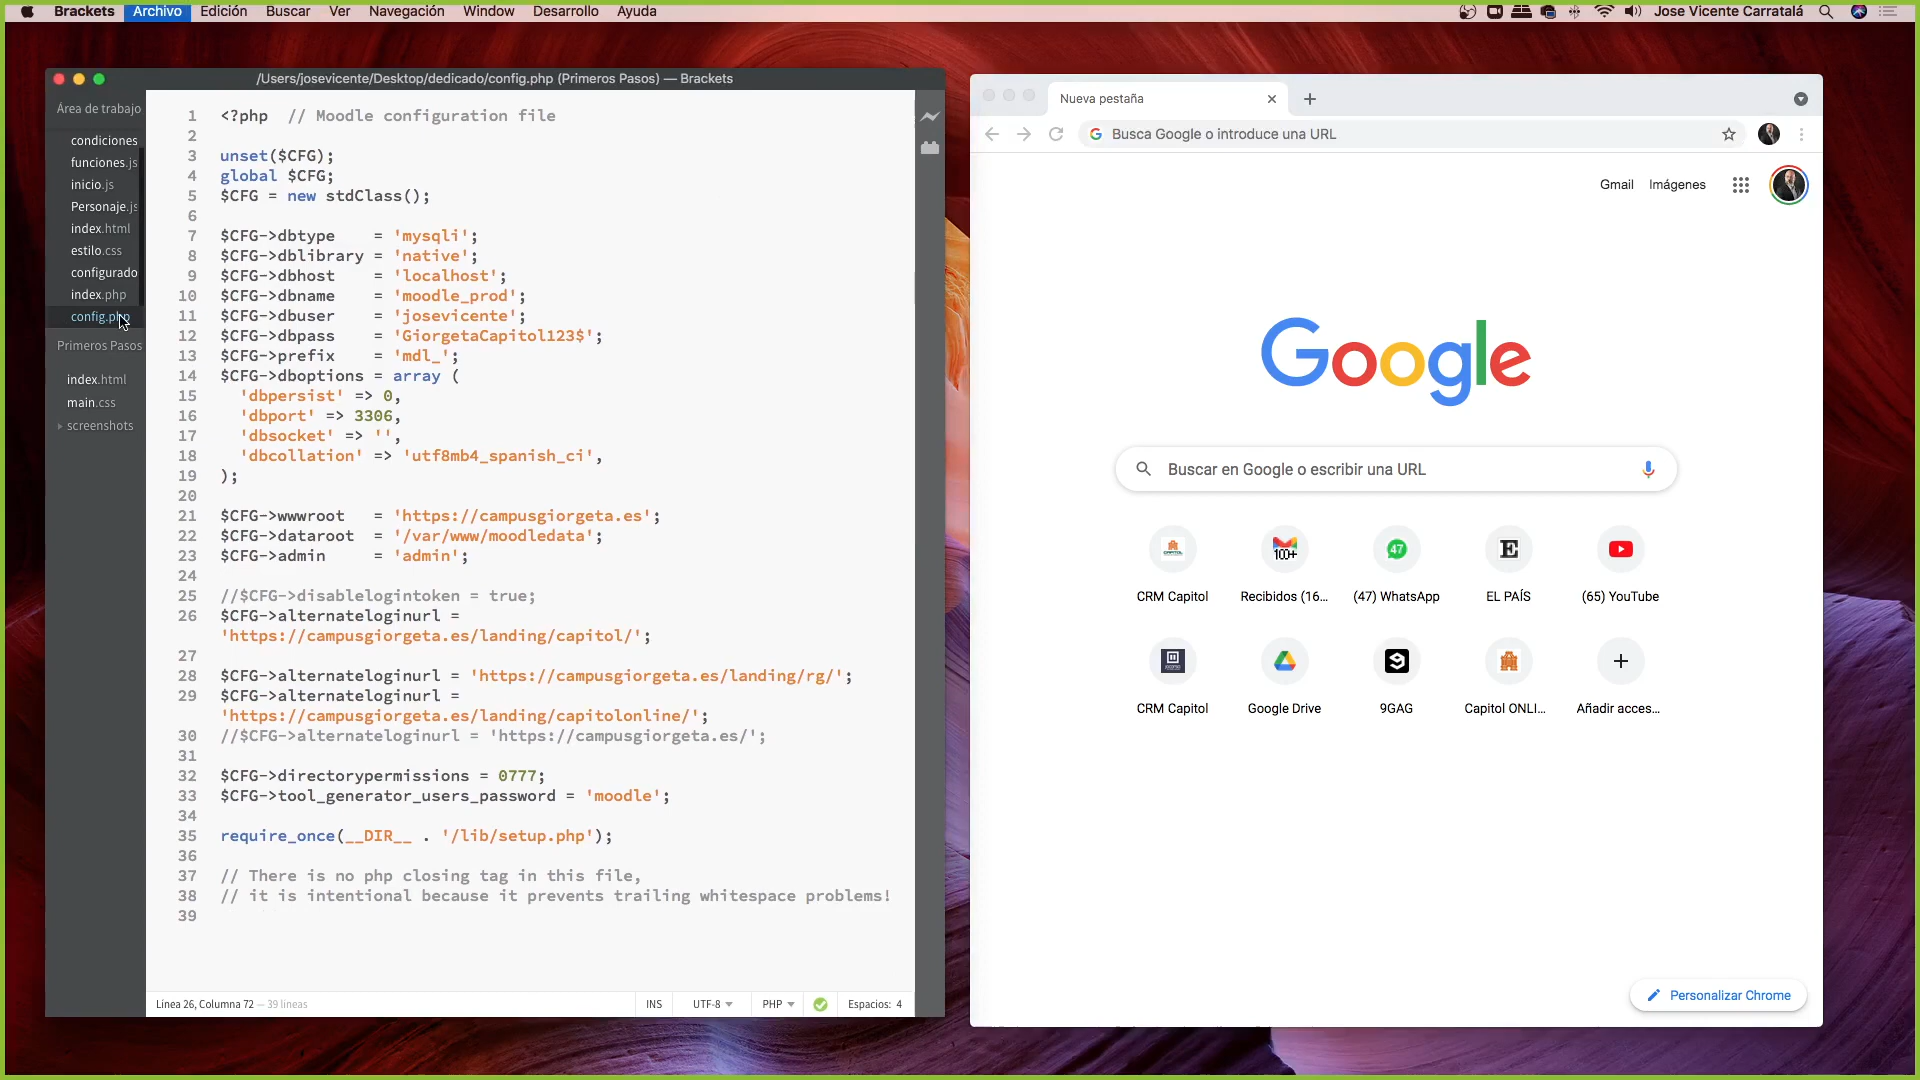 Brackets Archivo Edición Buscar Ver Navegación Window Desarrollo Ayuda
Jose Vicente Carratalá
/Users/josevicente/Desktop/dedicado/config.php (Primeros Pasos) — Brackets
Área de trabajo
condiciones
funciones.js
inicio.js
Personaje.js
index.html
estilo.css
configurado
index.php
config.php
Primeros Pasos
index.html
main.css
screenshots
1 <?php // Moodle configuration file
2
3 unset($CFG);
4 global $CFG;
5 $CFG = new stdClass();
6
7 $CFG->dbtype = 'mysqli';
8 $CFG->dblibrary = 'native';
9 $CFG->dbhost = 'localhost';
10 $CFG->dbname = 'moodle_prod';
11 $CFG->dbuser = 'josevicente';
12 $CFG->dbpass = 'GiorgetaCapitol123$';
13 $CFG->prefix = 'mdl_';
14 $CFG->dboptions = array (
15 'dbpersist' => 0,
16 'dbport' => 3306,
17 'dbsocket' => '',
18 'dbcollation' => 'utf8mb4_spanish_ci',
19 );
20
21 $CFG->wwwroot = 'https://campusgiorgeta.es';
22 $CFG->dataroot = '/var/www/moodledata';
23 $CFG->admin = 'admin';
24
25 //$CFG->disablelogintoken = true;
26 $CFG->alternateloginurl =
'https://campusgiorgeta.es/landing/capitol/';
27
28 $CFG->alternateloginurl = 'https://campusgiorgeta.es/landing/rg/';
29 $CFG->alternateloginurl =
'https://campusgiorgeta.es/landing/capitolonline/';
30 //$CFG->alternateloginurl = 'https://campusgiorgeta.es/';
31
32 $CFG->directorypermissions = 0777;
33 $CFG->tool_generator_users_password = 'moodle';
34
35 require_once(__DIR__ . '/lib/setup.php');
36
37 // There is no php closing tag in this file,
38 // it is intentional because it prevents trailing whitespace problems!
39
Línea 26, Columna 72 — 39 líneas
INS UTF-8 PHP Espacios: 4
Nueva pestaña
Busca Google o introduce una URL
Gmail Imágenes
Google
Buscar en Google o escribir una URL
100+ 47 E
CRM Capitol Recibidos (16... (47) WhatsApp EL PAÍS (65) YouTube
CRM Capitol Google Drive 9GAG Capitol ONLI... Añadir acces...
Personalizar Chrome